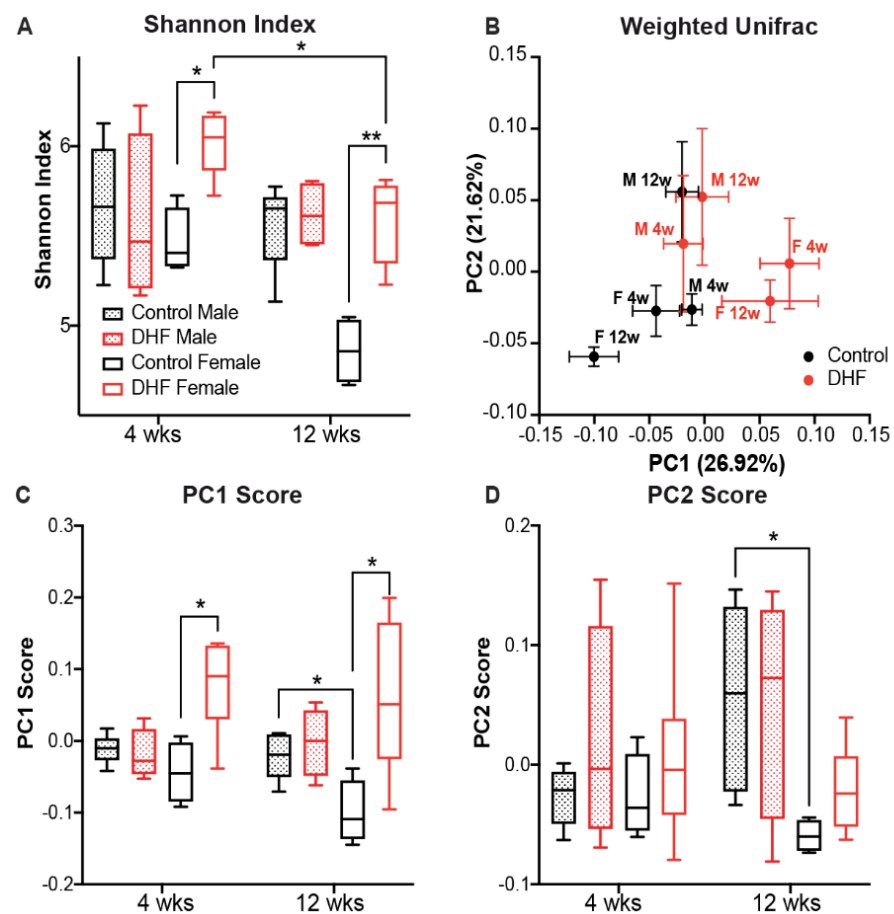 A
Shannon Index
*
*
**
Shannon Index
6
5
Control Male
DHF Male
Control Female
DHF Female
4 wks
12 wks
B
Weighted Unifrac
PC2 (21.62%)
0.15
0.10
0.05
0.00
-0.05
-0.10
M 12w
M 12w
M 4w
F 4w
F 4w
M 4w
F 12w
F 12w
Control
DHF
-0.15
-0.10
-0.05
0.00
0.05
0.10
0.15
PC1 (26.92%)
C
PC1 Score
PC1 Score
0.3
0.2
0.1
0.0
-0.1
-0.2
*
*
*
4 wks
12 wks
D
PC2 Score
PC2 Score
0.2
0.1
0.0
-0.1
*
4 wks
12 wks